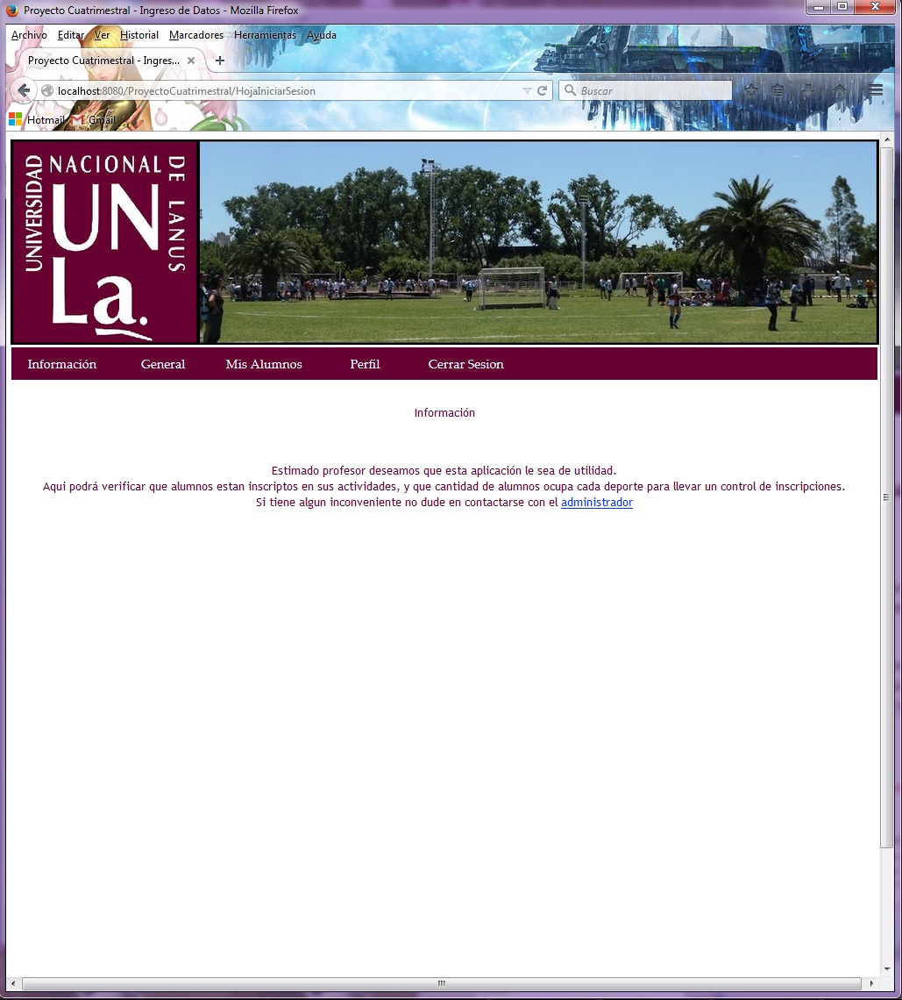 Proyecto Cuatrimestral - Ingreso de Datos - Mozilla Firefox
Archivo Editar Ver Historial Marcadores Herramientas Ayuda
Proyecto Cuatrimestral - Ingres...
localhost:8080/ProyectoCuatrimestral/HojaIniciarSesion
Buscar
Hotmail Gmail
UNIVERSIDAD NACIONAL DE LANUS
UN
La.
Información General Mis Alumnos Perfil Cerrar Sesion
Información
Estimado profesor deseamos que esta aplicación le sea de utilidad.
Aqui podrá verificar que alumnos estan inscriptos en sus actividades, y que cantidad de alumnos ocupa cada deporte para llevar un control de inscripciones.
Si tiene algun inconveniente no dude en contactarse con el administrador